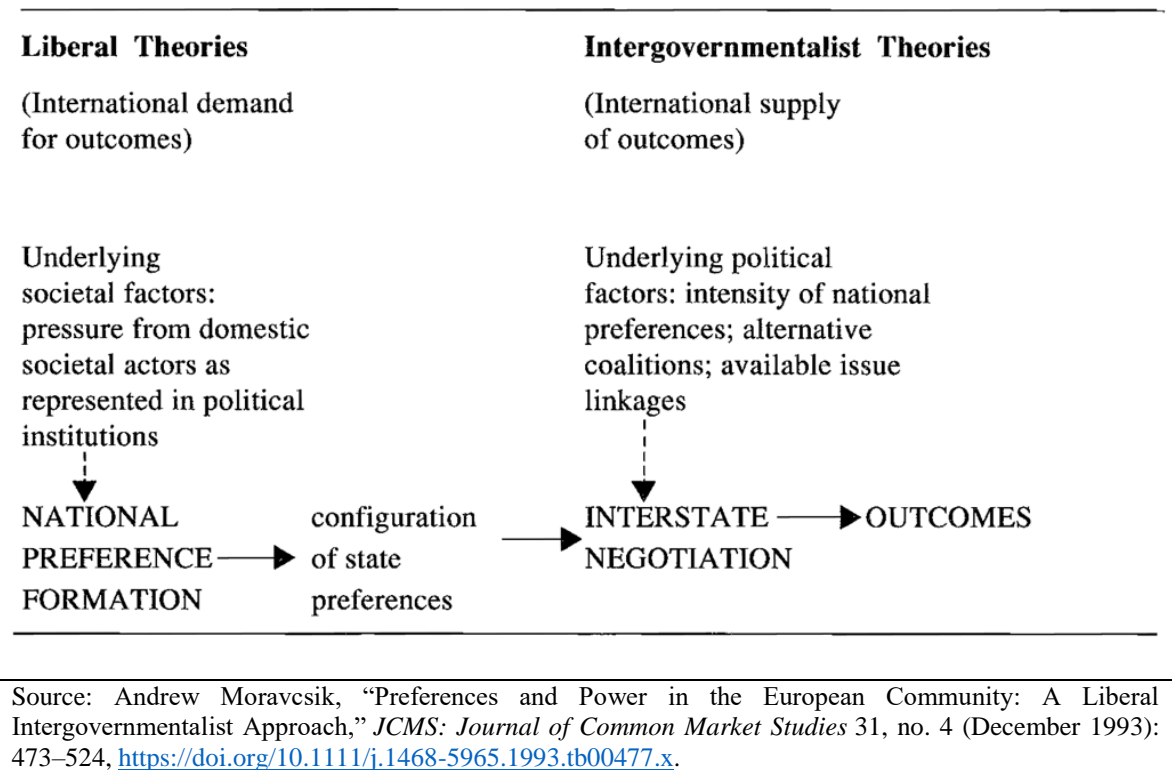 Liberal Theories
(International demand
for outcomes)
Intergovernmentalist Theories
(International supply
of outcomes)
Underlying
societal factors:
pressure from domestic
societal actors as
represented in political
institutions
Underlying political
factors: intensity of national
preferences; alternative
coalitions; available issue
linkages
NATIONAL
PREFERENCE
FORMATION
configuration
of state
preferences
INTERSTATE
NEGOTIATION
OUTCOMES
Source: Andrew Moravcsik, “Preferences and Power in the European Community: A Liberal
Intergovernmentalist Approach,” JCMS: Journal of Common Market Studies 31, no. 4 (December 1993):
473–524, https://doi.org/10.1111/j.1468-5965.1993.tb00477.x.